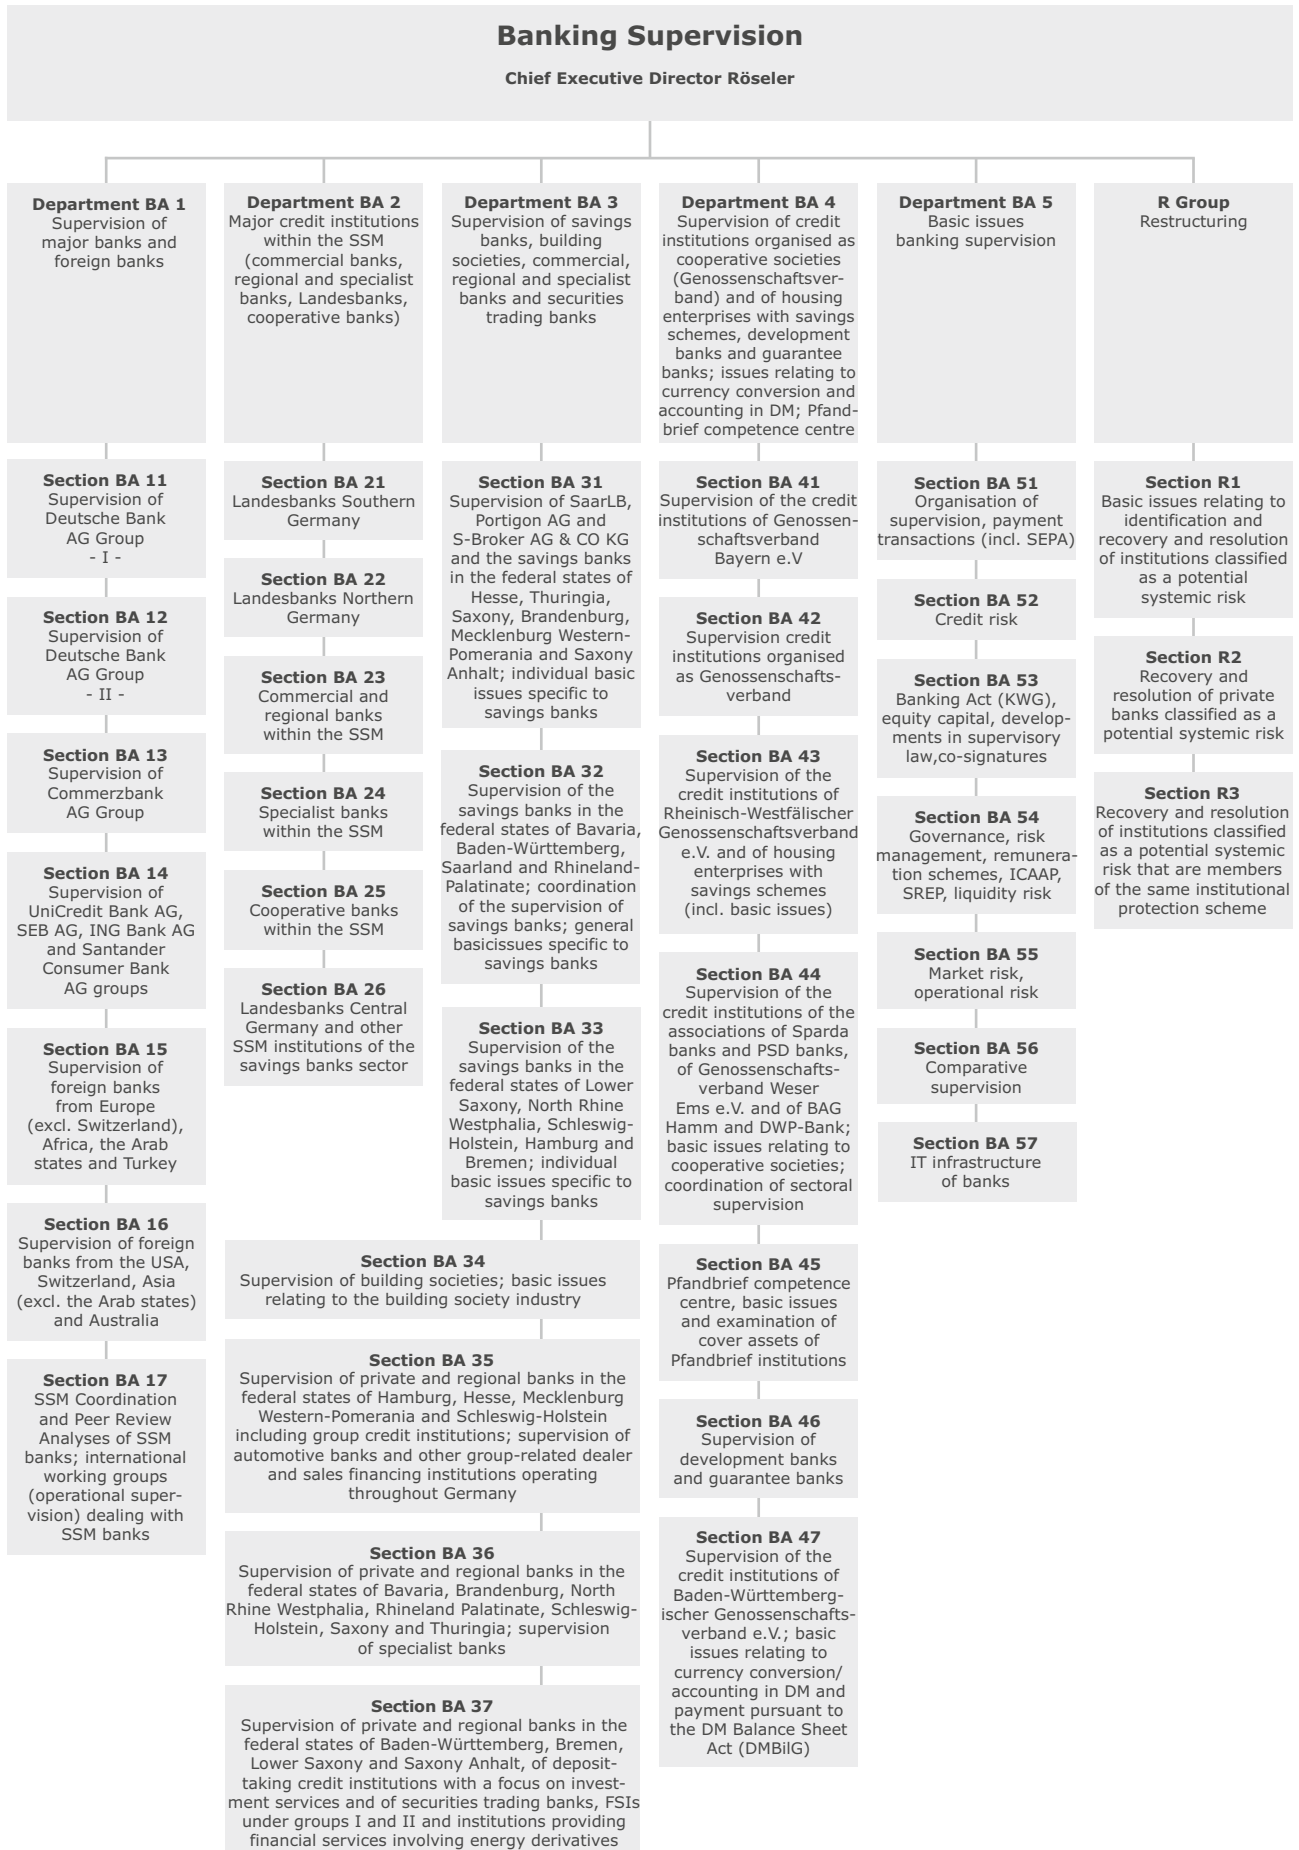 Banking Supervision
Chief Executive Director Röseler
Department BA 1
Supervision of
major banks and
foreign banks
Section BA 11
Supervision of
Deutsche Bank
AG Group
- I -
Section BA 12
Supervision of
Deutsche Bank
AG Group
- II -
Section BA 13
Supervision of
Commerzbank
AG Group
Section BA 14
Supervision of
UniCredit Bank AG,
SEB AG, ING Bank AG
and Santander
Consumer Bank
AG groups
Section BA 15
Supervision of
foreign banks
from Europe
(excl. Switzerland),
Africa, the Arab
states and Turkey
Section BA 16
Supervision of foreign
banks from the USA,
Switzerland, Asia
(excl. the Arab states)
and Australia
Section BA 17
SSM Coordination
and Peer Review
Analyses of SSM
banks; international
working groups
(operational super-
vision) dealing with
SSM banks
Department BA 2
Major credit institutions
within the SSM
(commercial banks,
regional and specialist
banks, Landesbanks,
cooperative banks)
Section BA 21
Landesbanks Southern
Germany
Section BA 22
Landesbanks Northern
Germany
Section BA 23
Commercial and
regional banks
within the SSM
Section BA 24
Specialist banks
within the SSM
Section BA 25
Cooperative banks
within the SSM
Section BA 26
Landesbanks Central
Germany and other
SSM institutions of the
savings banks sector
Department BA 3
Supervision of savings
banks, building
societies, commercial,
regional and specialist
banks and securities
trading banks
Section BA 31
Supervision of SaarLB,
Portigon AG and
S-Broker AG & CO KG
and the savings banks
in the federal states of
Hesse, Thuringia,
Saxony, Brandenburg,
Mecklenburg Western-
Pomerania and Saxony
Anhalt; individual basic
issues specific to
savings banks
Section BA 32
Supervision of the
savings banks in the
federal states of Bavaria,
Baden-Württemberg,
Saarland and Rhineland-
Palatinate; coordination
of the supervision of
savings banks; general
basicissues specific to
savings banks
Section BA 33
Supervision of the
savings banks in the
federal states of Lower
Saxony, North Rhine
Westphalia, Schleswig-
Holstein, Hamburg and
Bremen; individual
basic issues specific to
savings banks
Section BA 34
Supervision of building societies; basic issues
relating to the building society industry
Section BA 35
Supervision of private and regional banks in the
federal states of Hamburg, Hesse, Mecklenburg
Western-Pomerania and Schleswig-Holstein
including group credit institutions; supervision of
automotive banks and other group-related dealer
and sales financing institutions operating
throughout Germany
Section BA 36
Supervision of private and regional banks in the
federal states of Bavaria, Brandenburg, North
Rhine Westphalia, Rhineland Palatinate, Schleswig-
Holstein, Saxony and Thuringia; supervision
of specialist banks
Section BA 37
Supervision of private and regional banks in the
federal states of Baden-Württemberg, Bremen,
Lower Saxony and Saxony Anhalt, of deposit-
taking credit institutions with a focus on invest-
ment services and of securities trading banks, FSIs
under groups I and II and institutions providing
financial services involving energy derivatives
Department BA 4
Supervision of credit
institutions organised as
cooperative societies
(Genossenschaftsver-
band) and of housing
enterprises with savings
schemes, development
banks and guarantee
banks; issues relating to
currency conversion and
accounting in DM; Pfand-
brief competence centre
Section BA 41
Supervision of the credit
institutions of Genossen-
schaftsverband
Bayern e.V
Section BA 42
Supervision credit
institutions organised
as Genossenschafts-
verband
Section BA 43
Supervision of the
credit institutions of
Rheinisch-Westfälischer
Genossenschaftsverband
e.V. and of housing
enterprises with
savings schemes
(incl. basic issues)
Section BA 44
Supervision of the
credit institutions of the
associations of Sparda
banks and PSD banks,
of Genossenschafts-
verband Weser
Ems e.V. and of BAG
Hamm and DWP-Bank;
basic issues relating to
cooperative societies;
coordination of sectoral
supervision
Section BA 45
Pfandbrief competence
centre, basic issues
and examination of
cover assets of
Pfandbrief institutions
Section BA 46
Supervision of
development banks
and guarantee banks
Section BA 47
Supervision of the
credit institutions of
Baden-Württemberg-
ischer Genossenschafts-
verband e.V.; basic
issues relating to
currency conversion/
accounting in DM and
payment pursuant to
the DM Balance Sheet
Act (DMBilG)
Department BA 5
Basic issues
banking supervision
Section BA 51
Organisation of
supervision, payment
transactions (incl. SEPA)
Section BA 52
Credit risk
Section BA 53
Banking Act (KWG),
equity capital, develop-
ments in supervisory
law,co-signatures
Section BA 54
Governance, risk
management, remunera-
tion schemes, ICAAP,
SREP, liquidity risk
Section BA 55
Market risk,
operational risk
Section BA 56
Comparative
supervision
Section BA 57
IT infrastructure
of banks
R Group
Restructuring
Section R1
Basic issues relating to
identification and
recovery and resolution
of institutions classified
as a potential
systemic risk
Section R2
Recovery and
resolution of private
banks classified as a
potential systemic risk
Section R3
Recovery and resolution
of institutions classified
as a potential systemic
risk that are members
of the same institutional
protection scheme